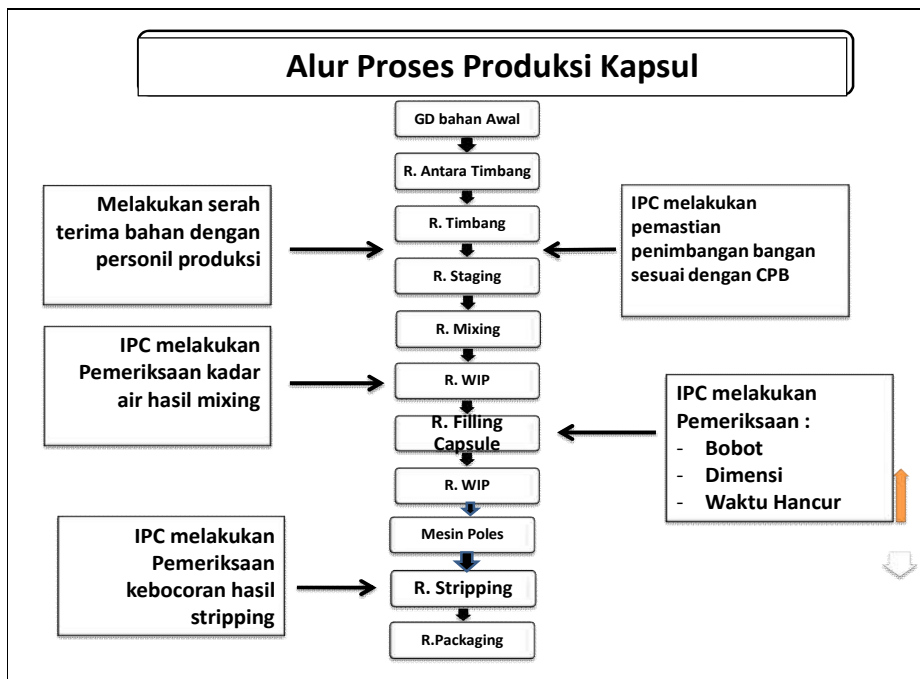 Alur Proses Produksi Kapsul
GD bahan Awal
R. Antara Timbang
Melakukan serah
terima bahan dengan
personil produksi
R. Timbang
IPC melakukan
pemastian
penimbangan bangan
sesuai dengan CPB
R. Staging
R. Mixing
IPC melakukan
Pemeriksaan kadar
air hasil mixing
R. WIP
R. Filling
Capsule
IPC melakukan
Pemeriksaan :
- Bobot
- Dimensi
- Waktu Hancur
R. WIP
Mesin Poles
IPC melakukan
Pemeriksaan
kebocoran hasil
stripping
R. Stripping
R.Packaging